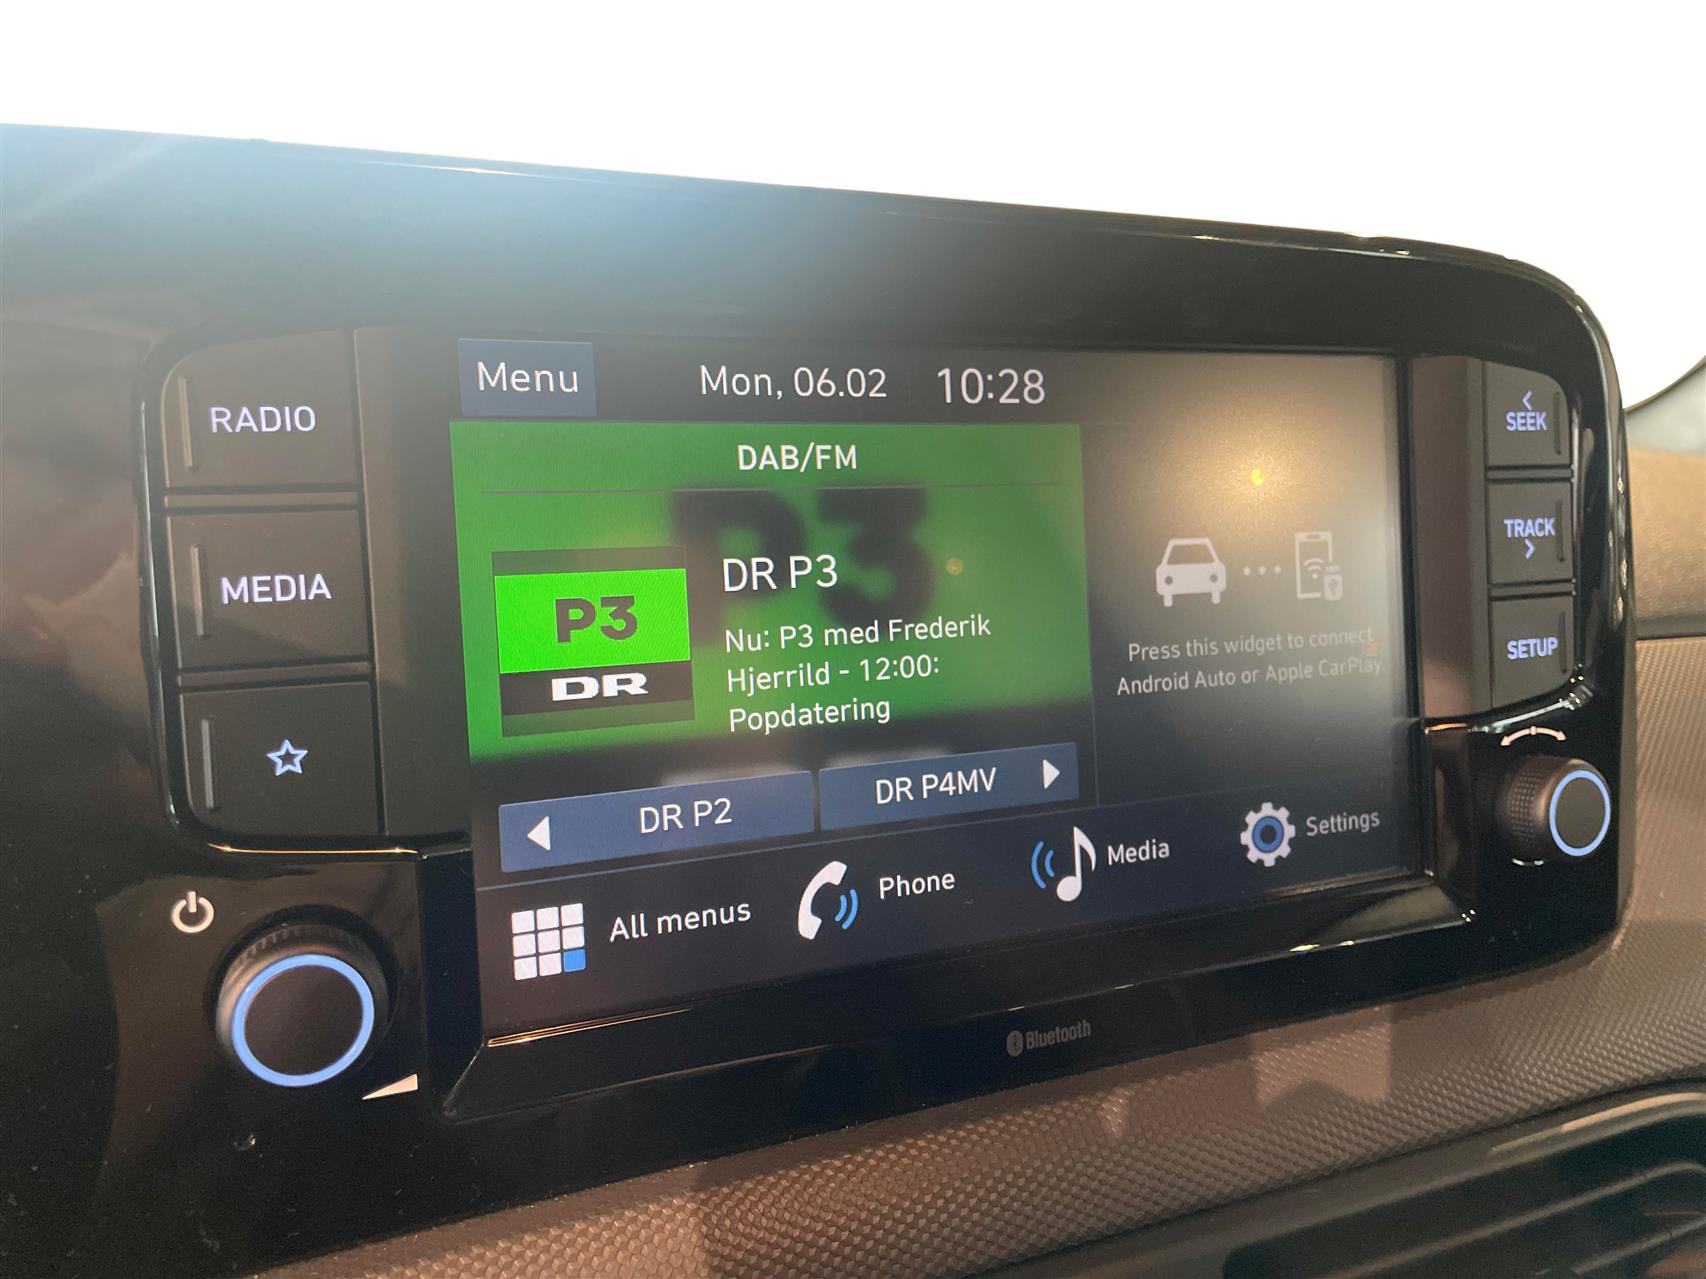 Menu
Mon, 06.02
10:28
RADIO
MEDIA
DAB/FM
P3
P3
DR
DR P3
Nu: P3 med Frederik
Hjerrild - 12:00:
Popdatering
DR P2
DR P4MV
Press this widget to connect
Android Auto or Apple CarPlay.
All menus
Phone
Media
Settings
SEEK
TRACK
SETUP
Bluetooth